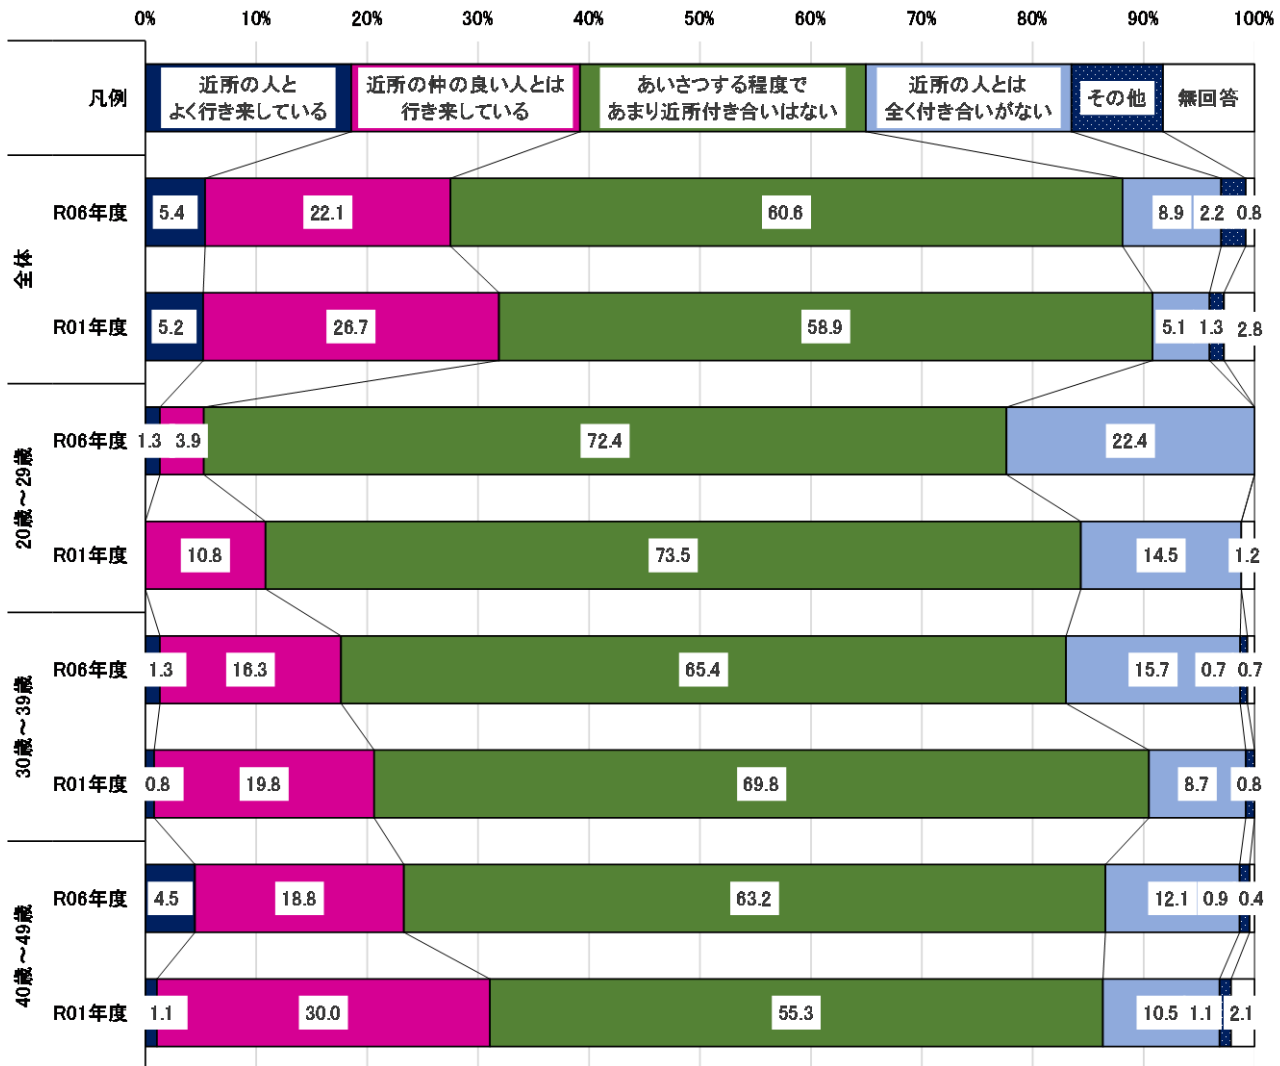 0% 10% 20% 30% 40% 50% 60% 70% 80% 90% 100%
凡例
近所の人と
よく行き来している
近所の仲の良い人とは
行き来している
あいさつする程度で
あまり近所付き合いはない
近所の人とは
全く付き合いがない
その他
無回答
全体
R06年度 5.4 22.1 60.6 8.9 2.2 0.8
R01年度 5.2 26.7 58.9 5.1 1.3 2.8
20歳～29歳
R06年度 1.3 3.9 72.4 22.4
R01年度 10.8 73.5 14.5 1.2
30歳～39歳
R06年度 1.3 16.3 65.4 15.7 0.7 0.7
R01年度 0.8 19.8 69.8 8.7 0.8
40歳～49歳
R06年度 4.5 18.8 63.2 12.1 0.9 0.4
R01年度 1.1 30.0 55.3 10.5 1.1 2.1